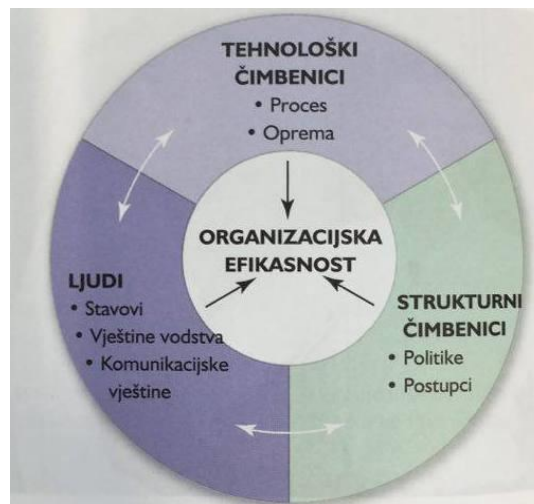 TEHNOLOŠKI
ČIMBENICI
• Proces
• Oprema
ORGANIZACIJSKA
EFIKASNOST
LJUDI
• Stavovi
• Vještine vodstva
• Komunikacijske
vještine
STRUKTURNI
ČIMBENICI
• Politike
• Postupci